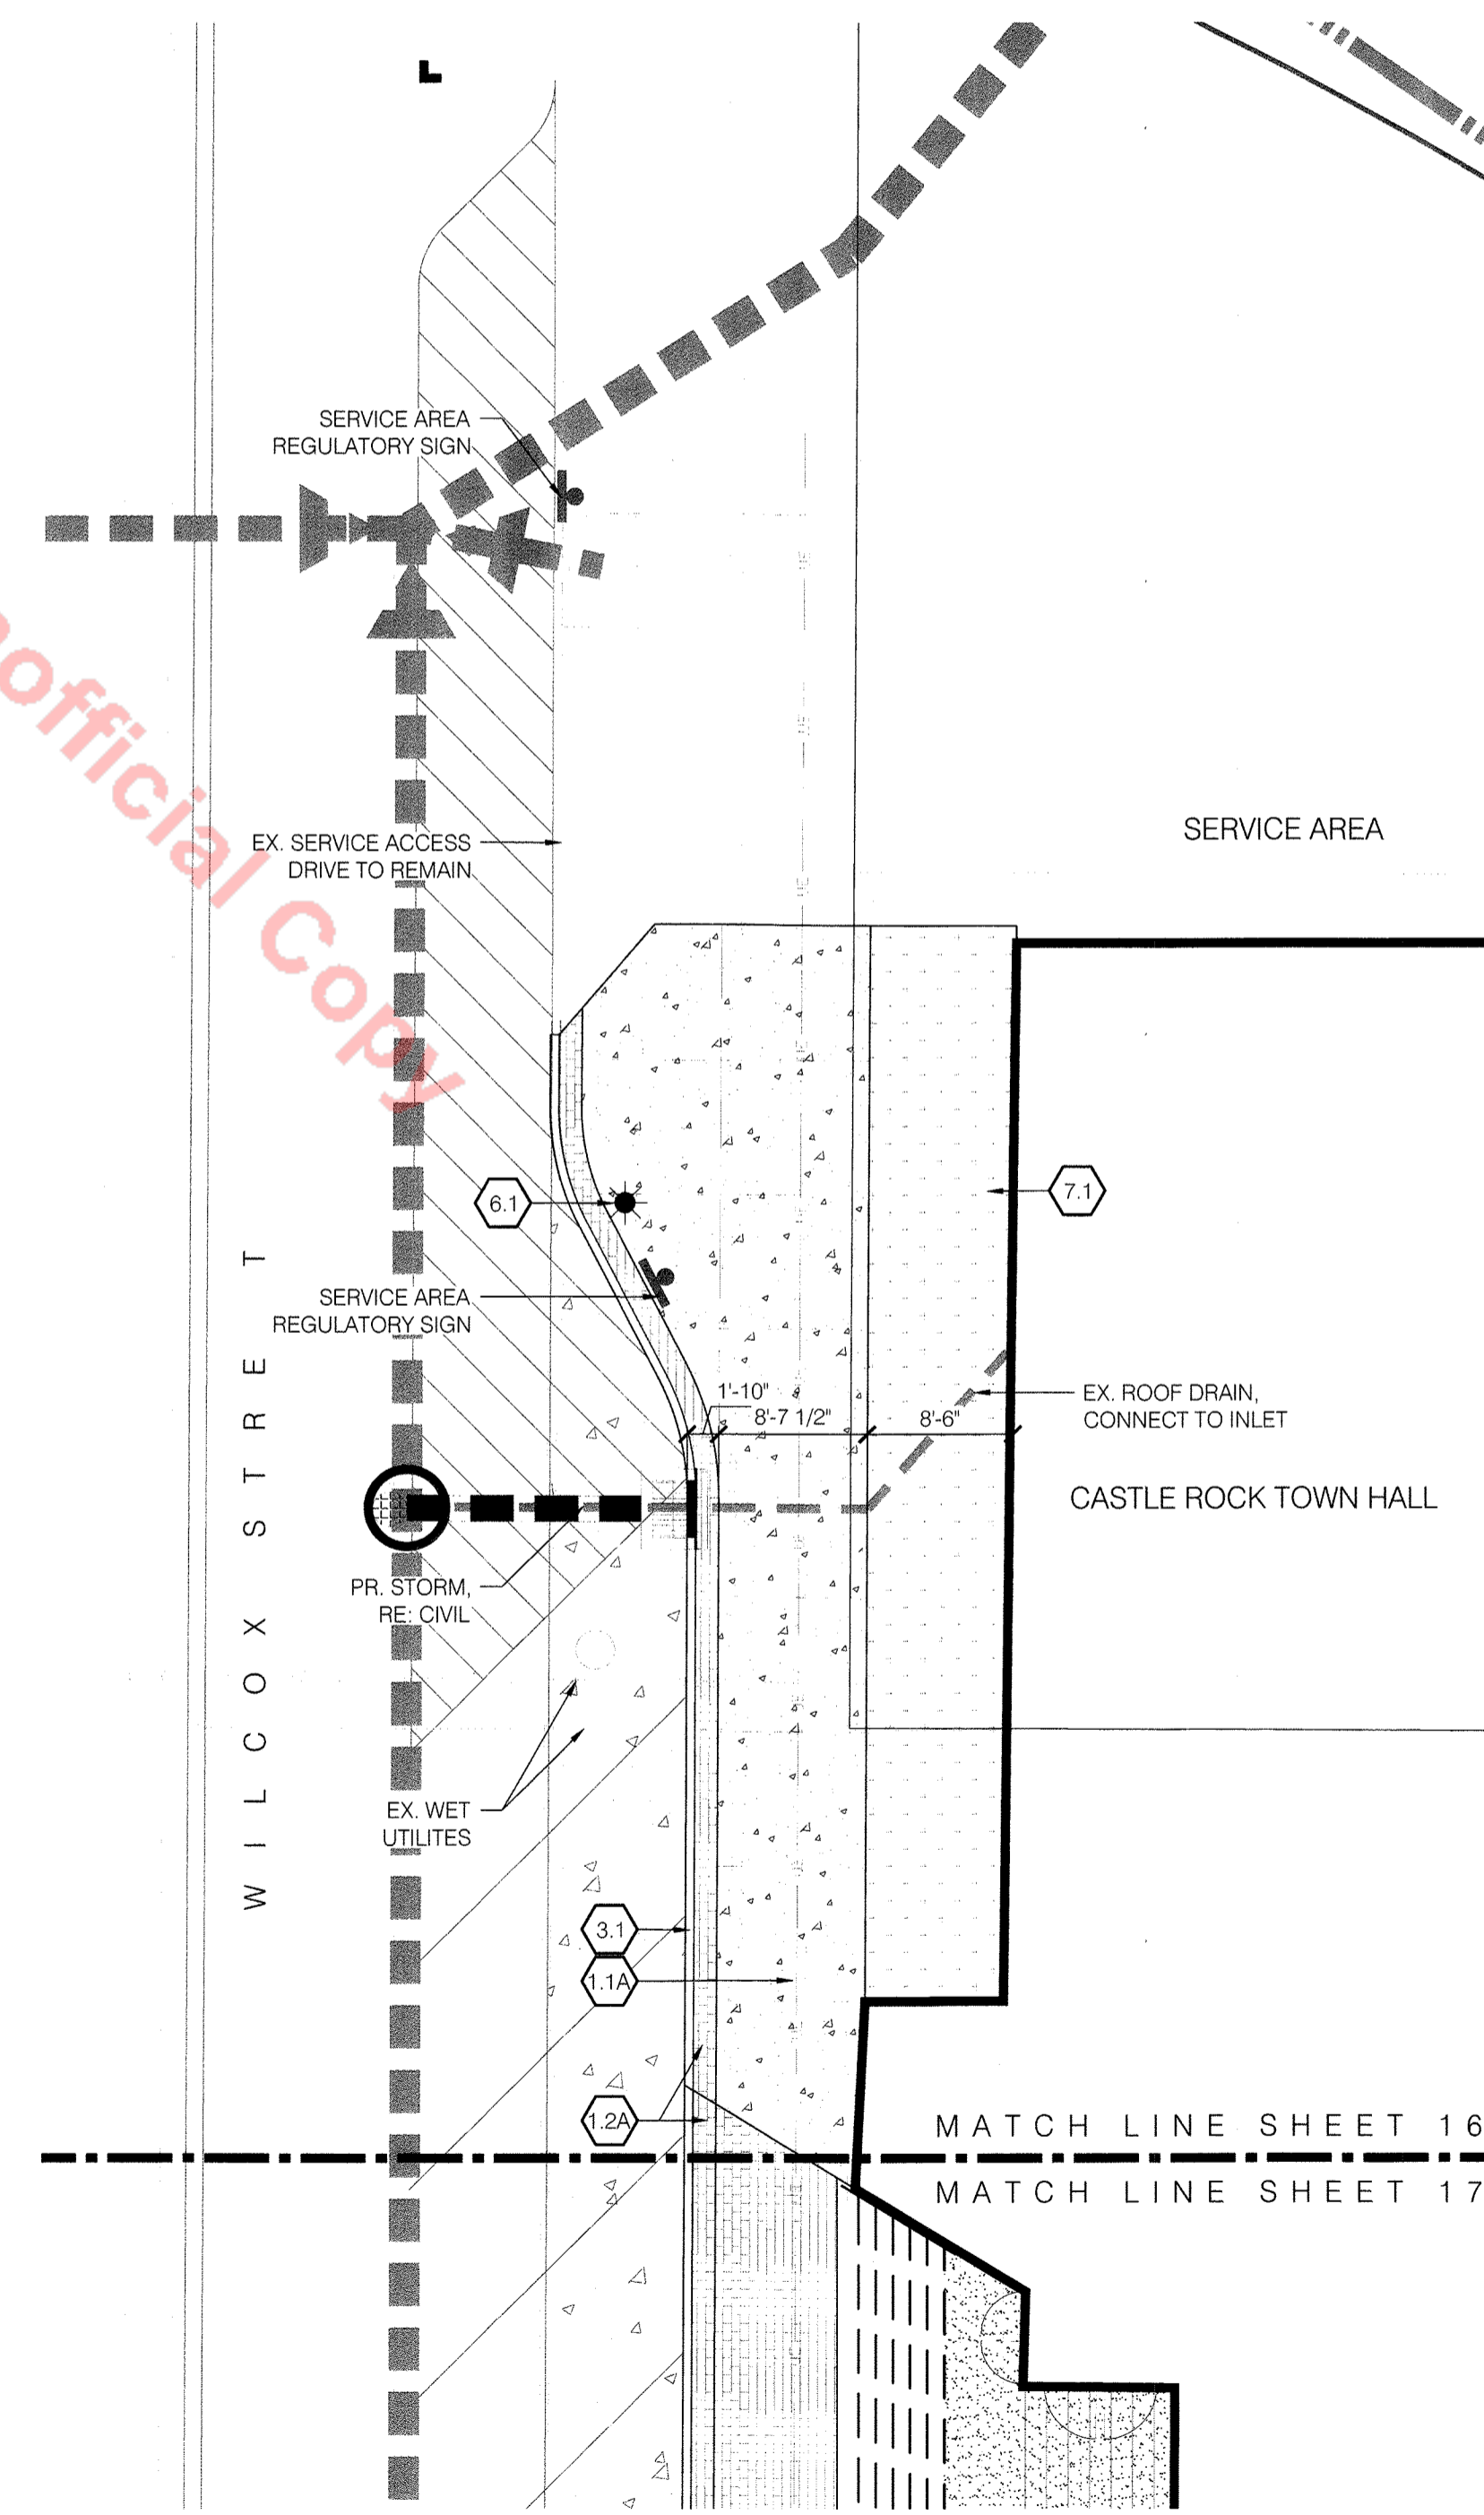 SERVICE AREA
REGULATORY SIGN
EX. SERVICE ACCESS
DRIVE TO REMAIN
SERVICE AREA
official Copy
6.1
7.1
SERVICE AREA
REGULATORY SIGN
1'-10"
8'-7 1/2"
8'-6"
EX. ROOF DRAIN,
CONNECT TO INLET
CASTLE ROCK TOWN HALL
WILCOX STREET
PR. STORM,
RE: CIVIL
EX. WET
UTILITES
3.1
1.1A
1.2A
MATCH LINE SHEET 16
MATCH LINE SHEET 17